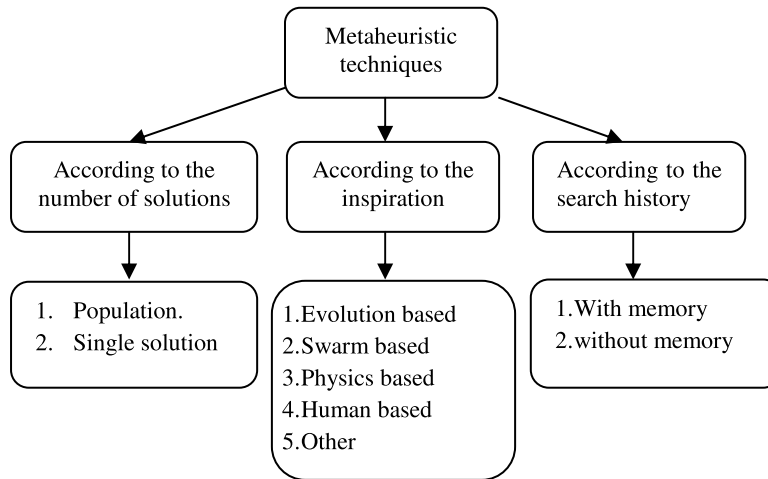 Metaheuristic
techniques
According to the
number of solutions
According to the
inspiration
According to the
search history
1. Population.
2. Single solution
1.Evolution based
2.Swarm based
3.Physics based
4.Human based
5.Other
1.With memory
2.without memory